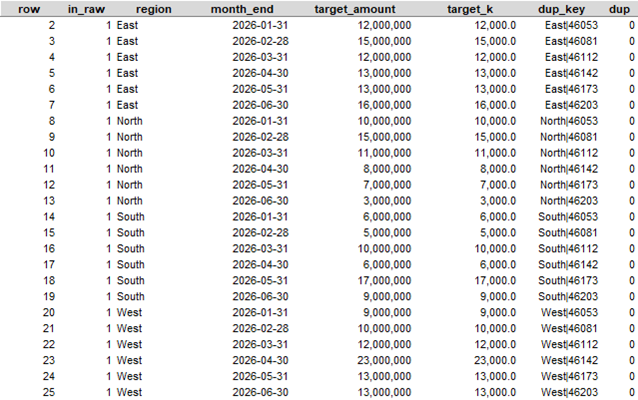 row in_raw region month_end target_amount target_k dup_key dup
2 1 East 2026-01-31 12,000,000 12,000.0 East|46053 0
3 1 East 2026-02-28 15,000,000 15,000.0 East|46081 0
4 1 East 2026-03-31 12,000,000 12,000.0 East|46112 0
5 1 East 2026-04-30 13,000,000 13,000.0 East|46142 0
6 1 East 2026-05-31 13,000,000 13,000.0 East|46173 0
7 1 East 2026-06-30 16,000,000 16,000.0 East|46203 0
8 1 North 2026-01-31 10,000,000 10,000.0 North|46053 0
9 1 North 2026-02-28 15,000,000 15,000.0 North|46081 0
10 1 North 2026-03-31 11,000,000 11,000.0 North|46112 0
11 1 North 2026-04-30 8,000,000 8,000.0 North|46142 0
12 1 North 2026-05-31 7,000,000 7,000.0 North|46173 0
13 1 North 2026-06-30 3,000,000 3,000.0 North|46203 0
14 1 South 2026-01-31 6,000,000 6,000.0 South|46053 0
15 1 South 2026-02-28 5,000,000 5,000.0 South|46081 0
16 1 South 2026-03-31 10,000,000 10,000.0 South|46112 0
17 1 South 2026-04-30 6,000,000 6,000.0 South|46142 0
18 1 South 2026-05-31 17,000,000 17,000.0 South|46173 0
19 1 South 2026-06-30 9,000,000 9,000.0 South|46203 0
20 1 West 2026-01-31 9,000,000 9,000.0 West|46053 0
21 1 West 2026-02-28 10,000,000 10,000.0 West|46081 0
22 1 West 2026-03-31 12,000,000 12,000.0 West|46112 0
23 1 West 2026-04-30 23,000,000 23,000.0 West|46142 0
24 1 West 2026-05-31 13,000,000 13,000.0 West|46173 0
25 1 West 2026-06-30 13,000,000 13,000.0 West|46203 0